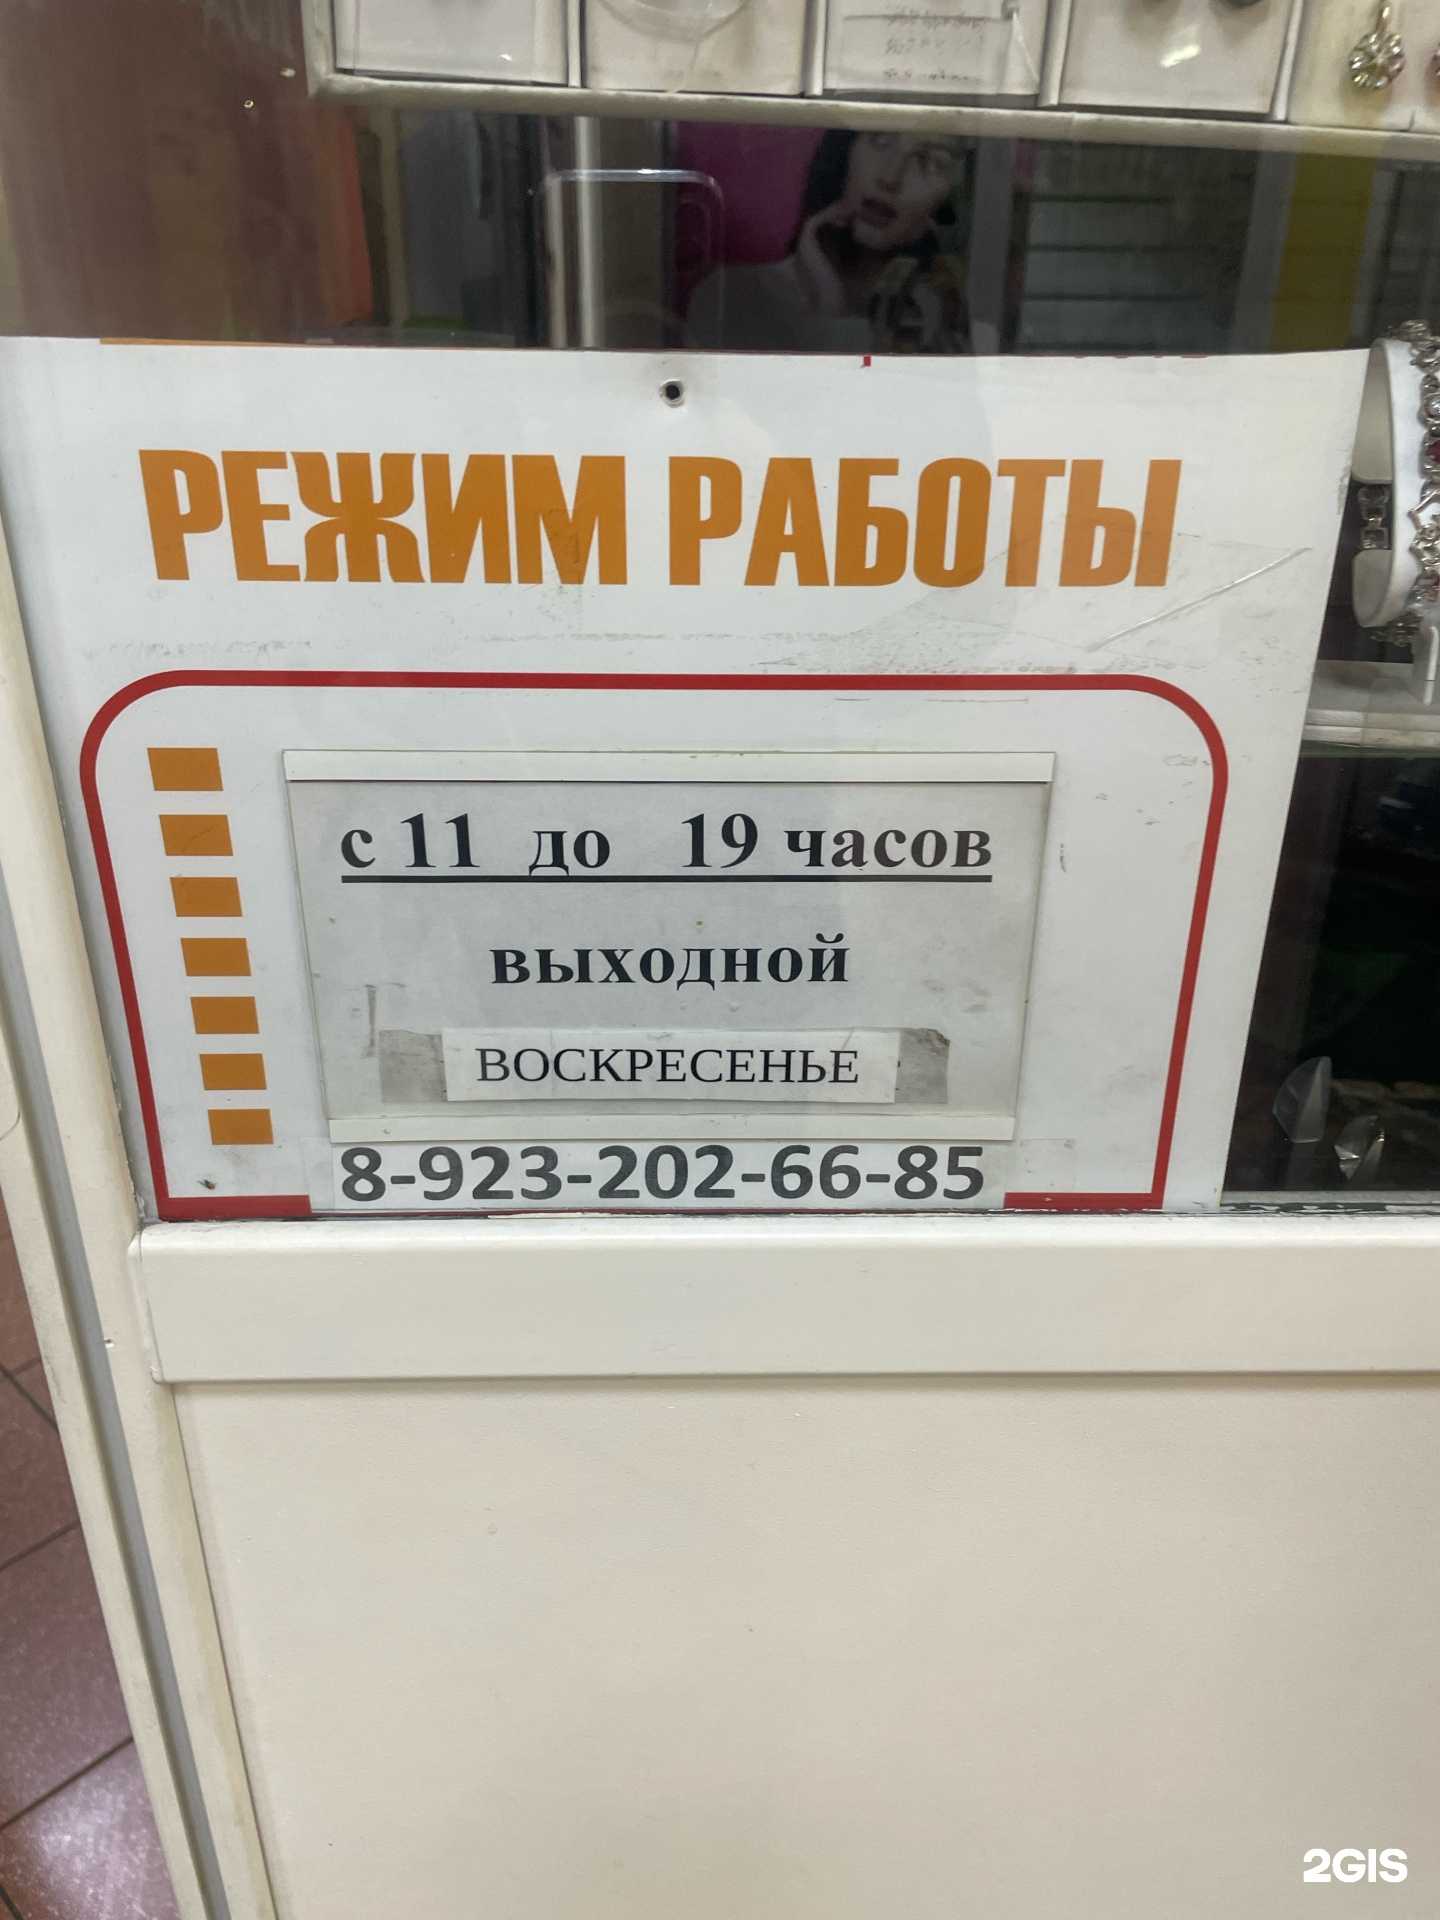 РЕЖИМ РАБОТЫ
с 11 до 19 часов
выходной
ВОСКРЕСЕНЬЕ
8-923-202-66-85
2GIS